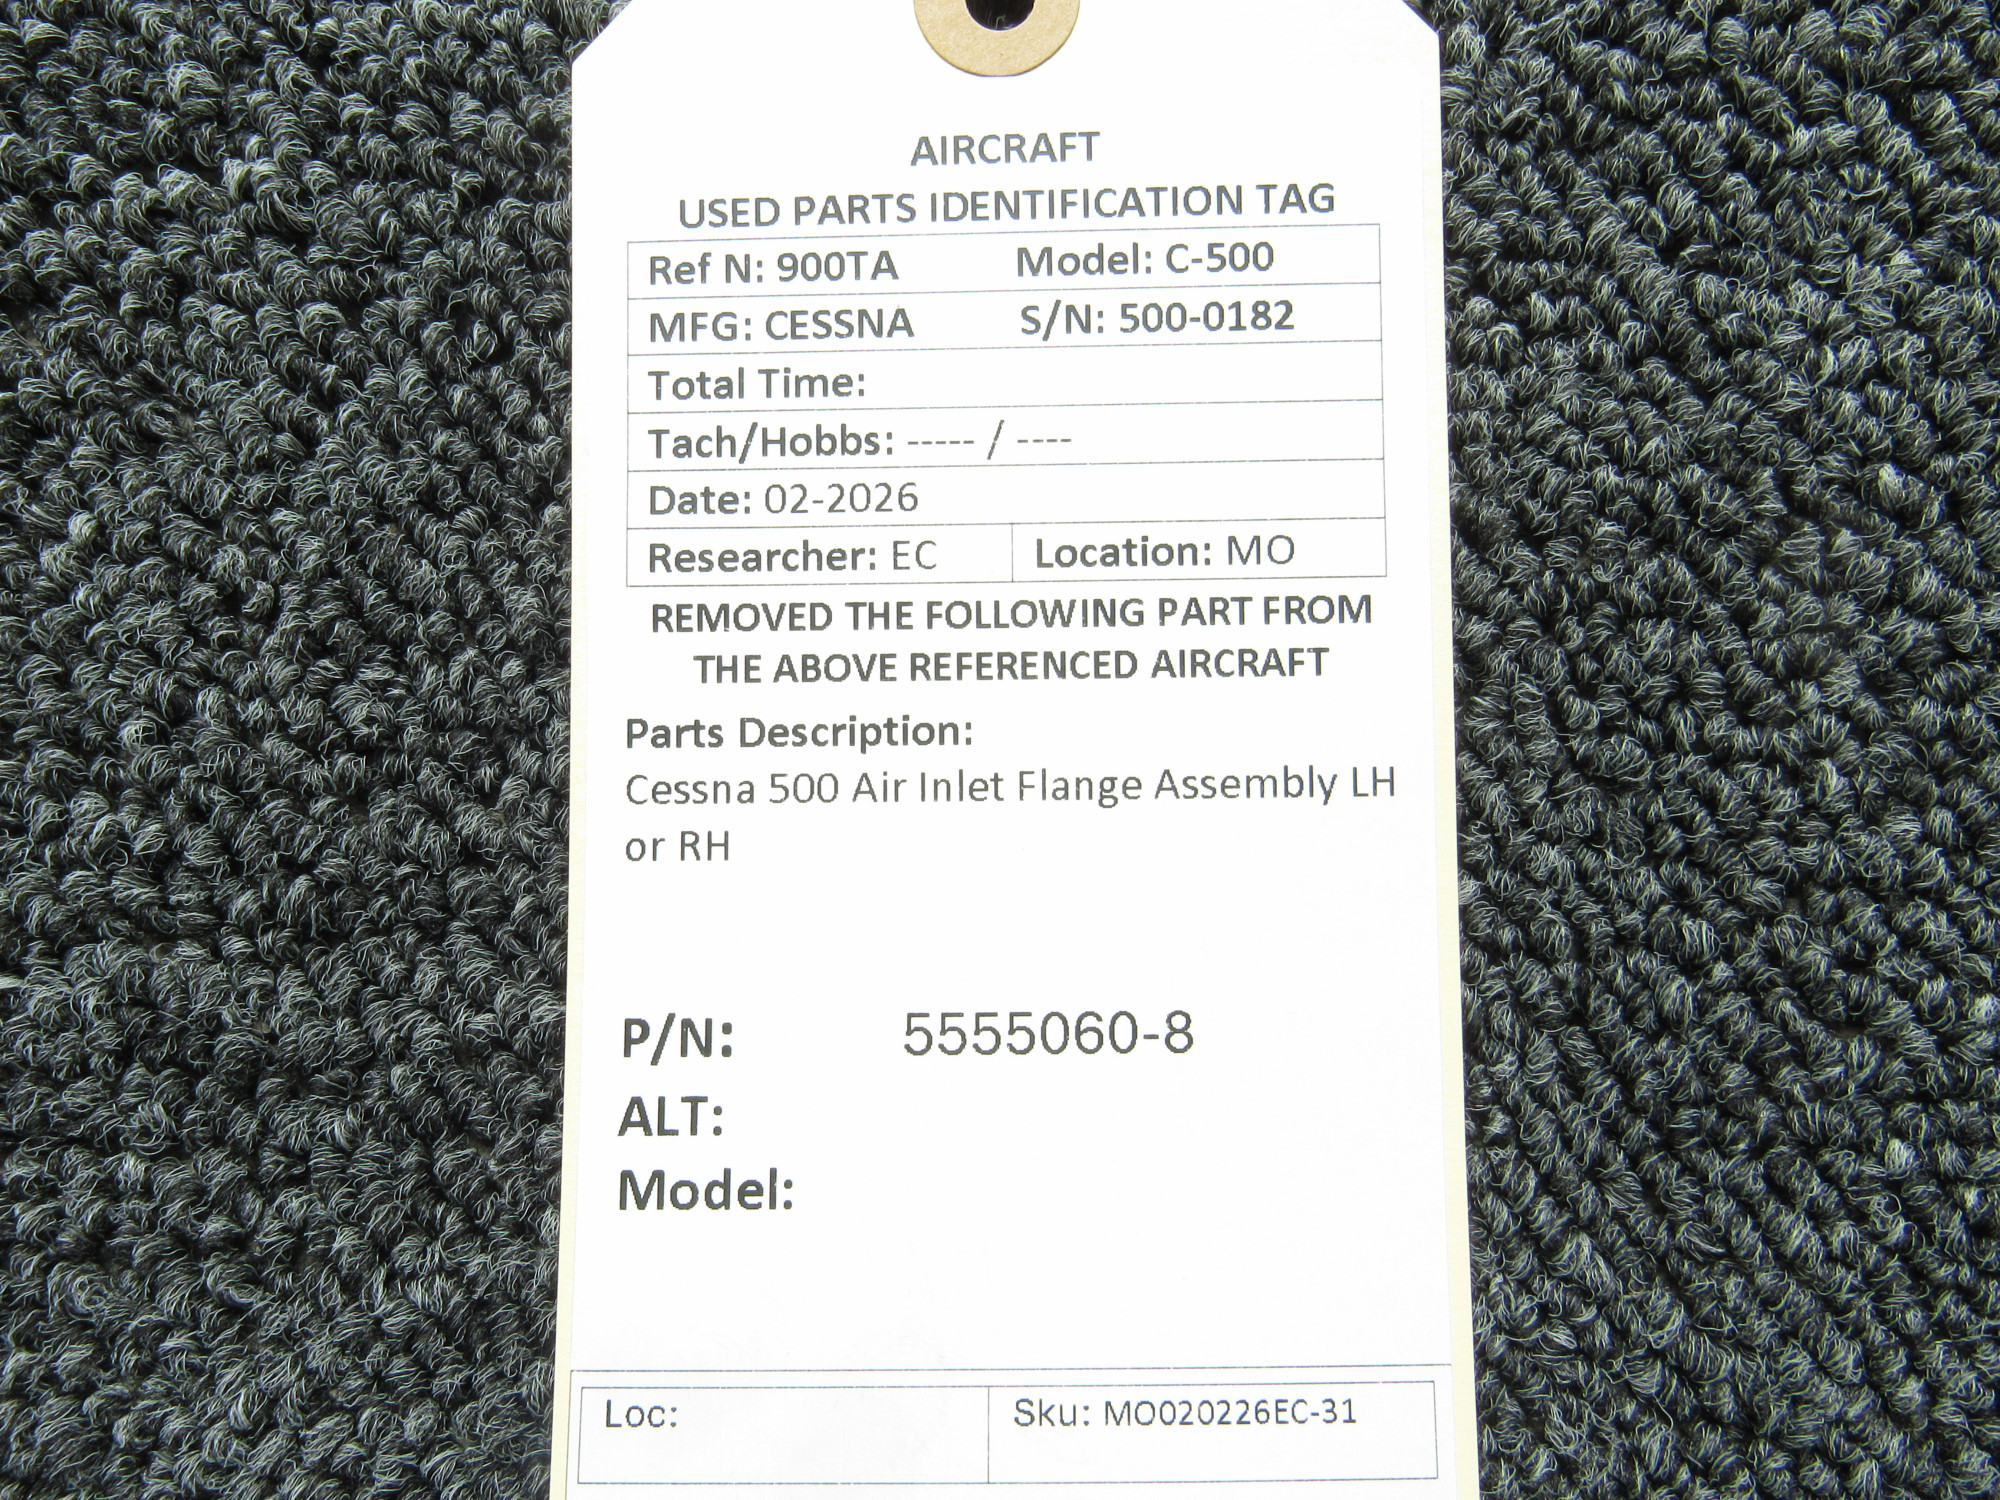 AIRCRAFT
USED PARTS IDENTIFICATION TAG
Ref N: 900TA Model: C-500
MFG: CESSNA S/N: 500-0182
Total Time:
Tach/Hobbs: ----- / ----
Date: 02-2026
Researcher: EC Location: MO
REMOVED THE FOLLOWING PART FROM
THE ABOVE REFERENCED AIRCRAFT
Parts Description:
Cessna 500 Air Inlet Flange Assembly LH
or RH
P/N: 5555060-8
ALT:
Model:
Loc: Sku: MO020226EC-31